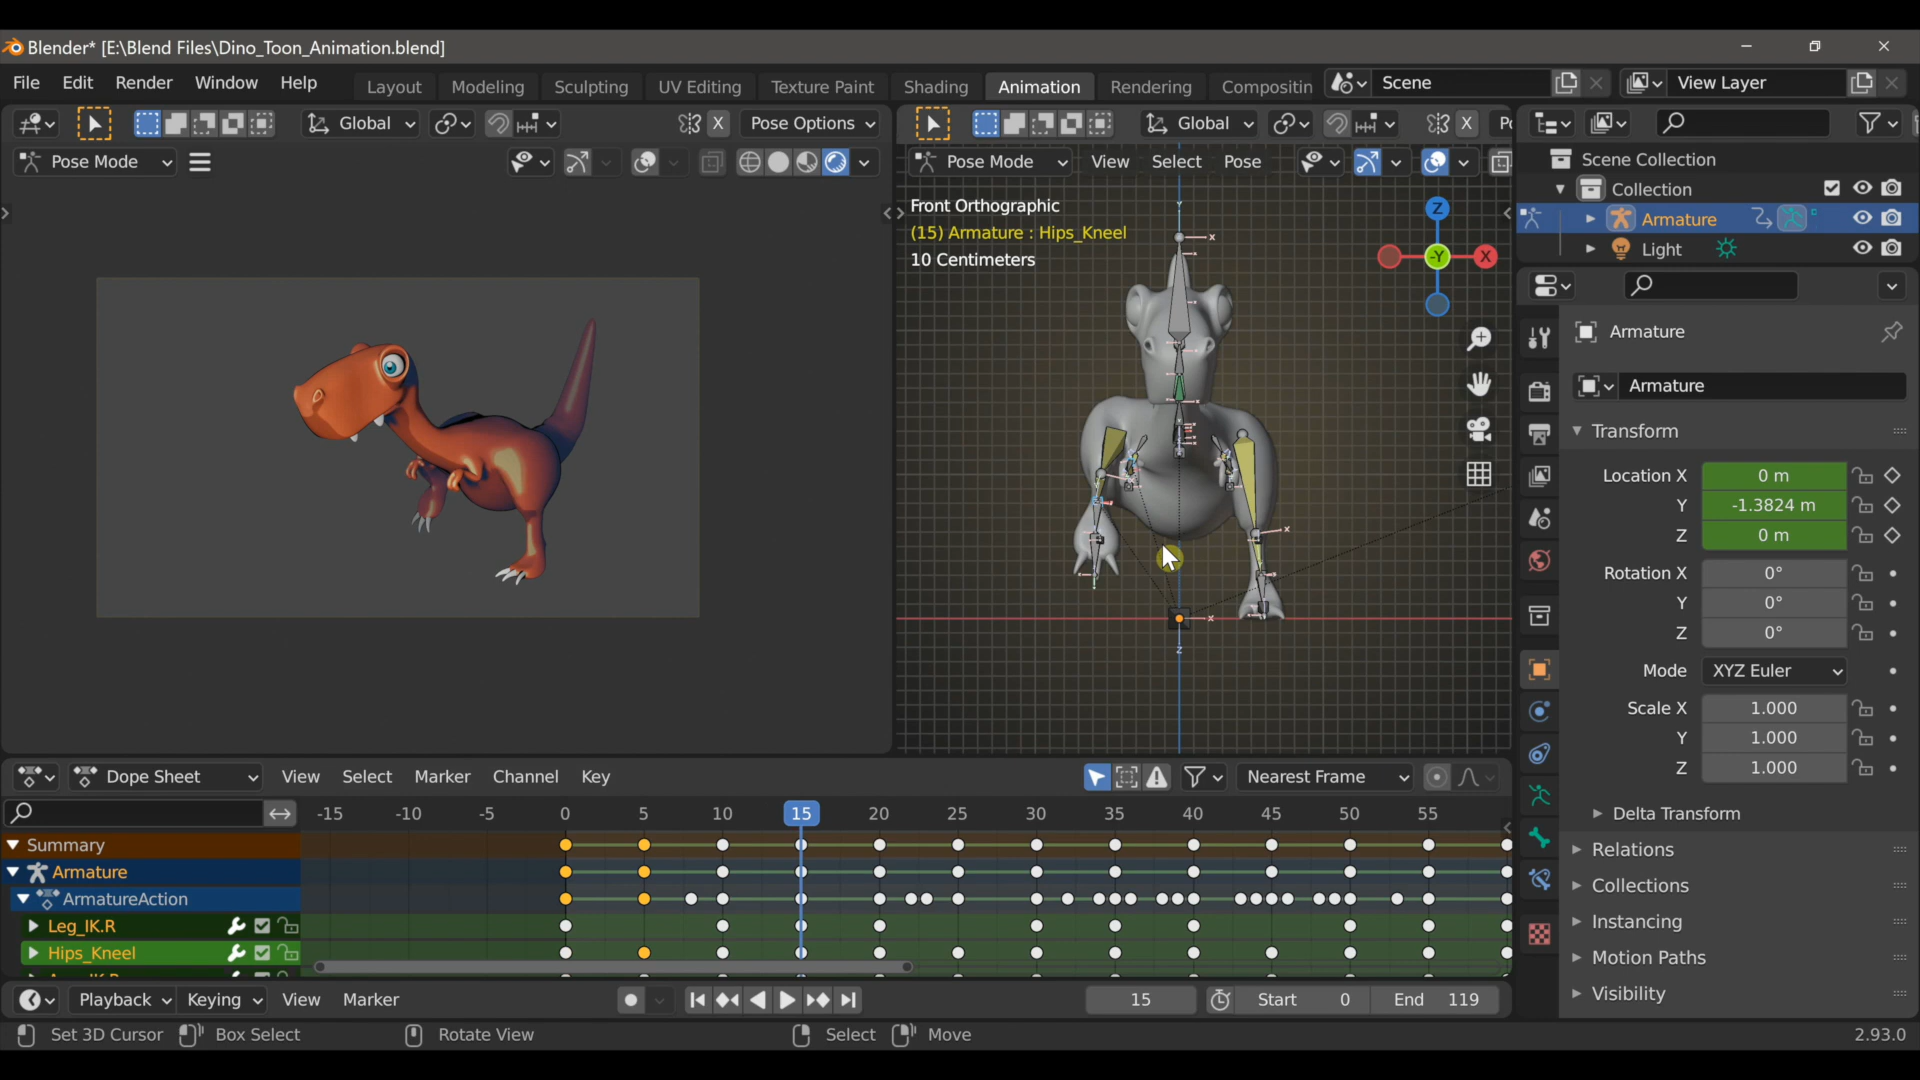 Blender* [E:\Blend Files\Dino_Toon_Animation.blend]
File Edit Render Window Help Layout Modeling Sculpting UV Editing Texture Paint Shading Animation Rendering Compositin Scene View Layer
Global Pose Options Global Po
Pose Mode Pose Mode View Select Pose
Scene Collection
Collection
Armature
Light
Front Orthographic
(15) Armature : Hips_Kneel
10 Centimeters
Z
-Y
X
Armature
Armature
Transform
Location X 0 m
Y -1.3824 m
Z 0 m
Rotation X 0°
Y 0°
Z 0°
Mode XYZ Euler
Scale X 1.000
Y 1.000
Z 1.000
Delta Transform
Relations
Collections
Instancing
Motion Paths
Visibility
Dope Sheet View Select Marker Channel Key Nearest Frame
-15 -10 -5 0 5 10 15 20 25 30 35 40 45 50 55
Summary
Armature
ArmatureAction
Leg_IK.R
Hips_Kneel
Playback Keying View Marker 15 Start 0 End 119
Set 3D Cursor Box Select Rotate View Select Move 2.93.0